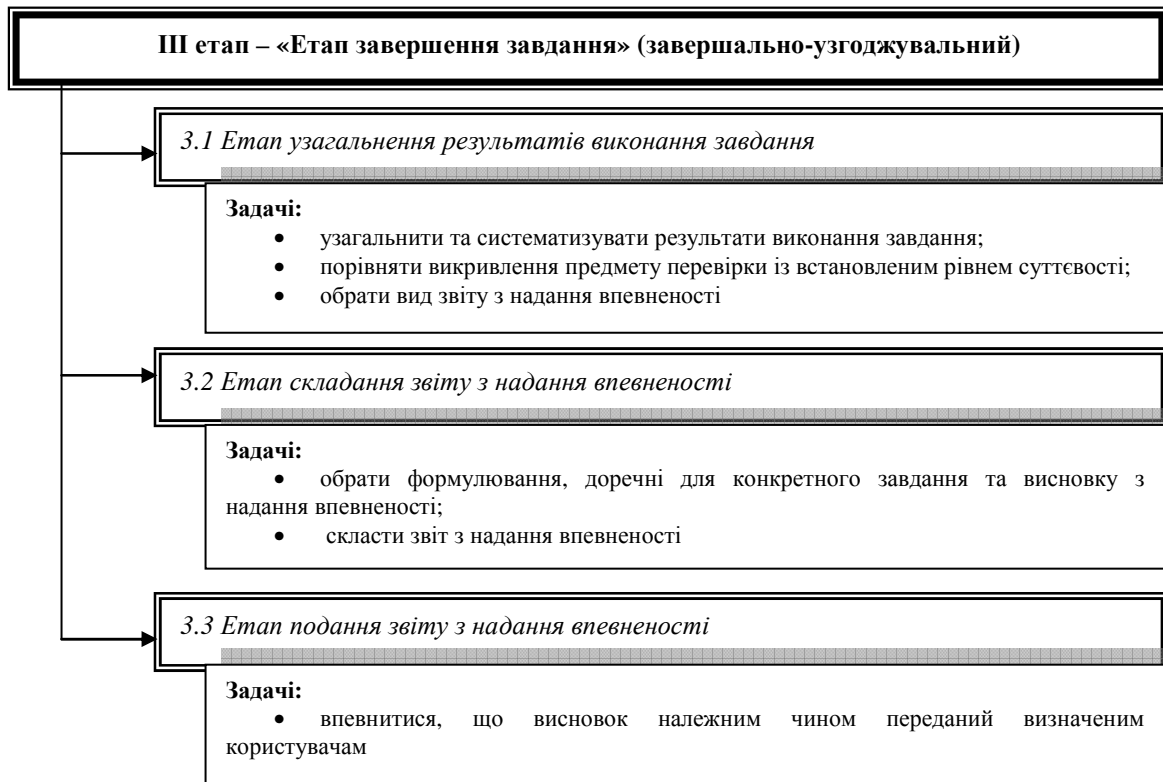 ІІІ етап – «Етап завершення завдання» (завершально-узгоджувальний)
3.1 Етап узагальнення результатів виконання завдання
Задачі:
• узагальнити та систематизувати результати виконання завдання;
• порівняти викривлення предмету перевірки із встановленим рівнем суттєвості;
• обрати вид звіту з надання впевненості
3.2 Етап складання звіту з надання впевненості
Задачі:
• обрати формулювання, доречні для конкретного завдання та висновку з
надання впевненості;
• скласти звіт з надання впевненості
3.3 Етап подання звіту з надання впевненості
Задачі:
• впевнитися, що висновок належним чином переданий визначеним
користувачам